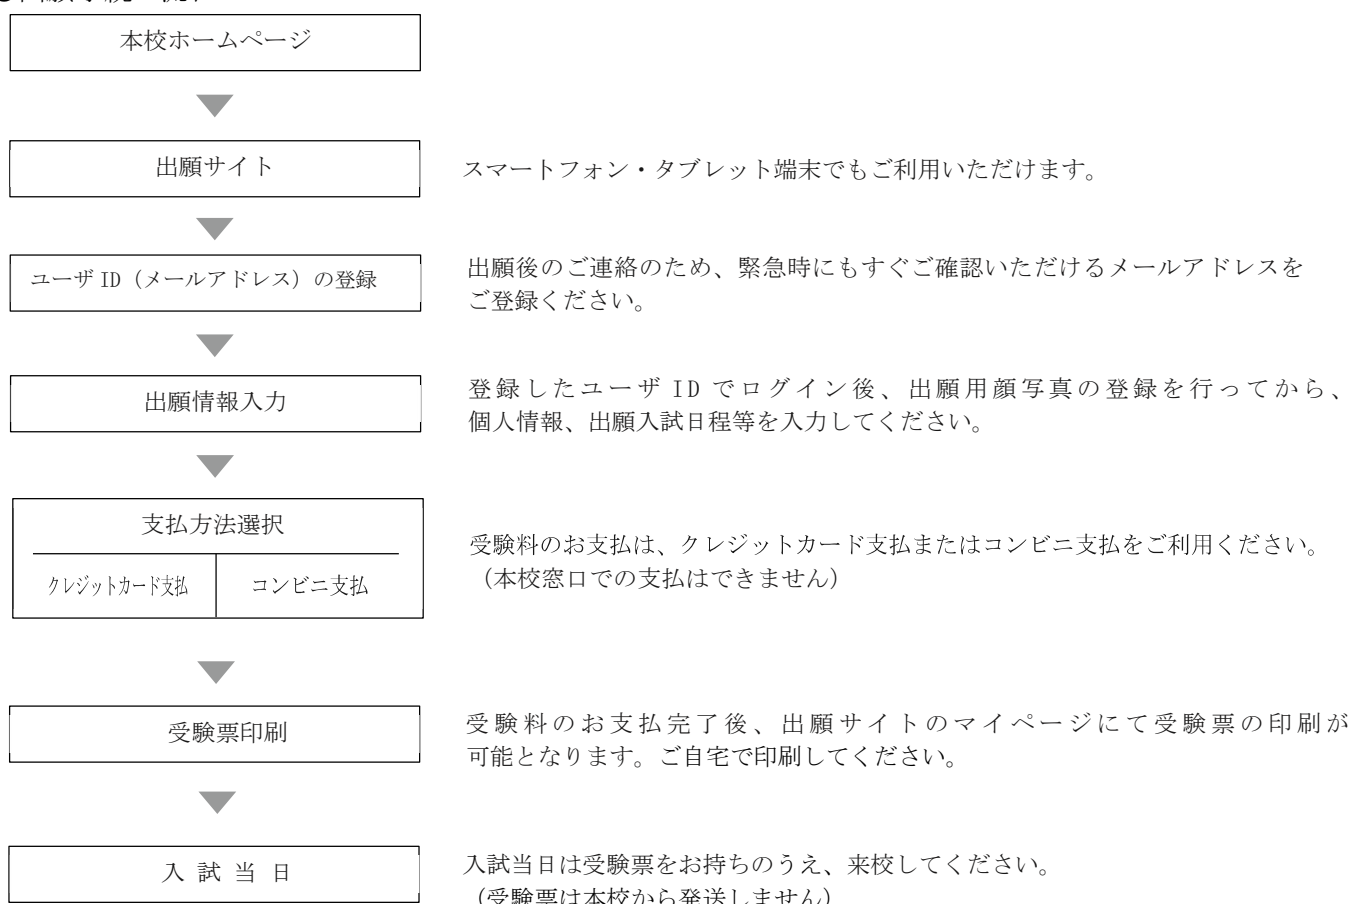 本校ホームページ
出願サイト
スマートフォン・タブレット端末でもご利用いただけます。
ユーザ ID（メールアドレス）の登録
出願後のご連絡のため、緊急時にもすぐご確認いただけるメールアドレスを
ご登録ください。
出願情報入力
登録したユーザ ID でログイン後、出願用顔写真の登録を行ってから、
個人情報、出願入試日程等を入力してください。
支払方法選択
クレジットカード支払
コンビニ支払
受験料のお支払は、クレジットカード支払またはコンビニ支払をご利用ください。
（本校窓口での支払はできません）
受験票印刷
受験料のお支払完了後、出願サイトのマイページにて受験票の印刷が
可能となります。ご自宅で印刷してください。
入 試 当 日
入試当日は受験票をお持ちのうえ、来校してください。
（受験票は本校から発送しません）